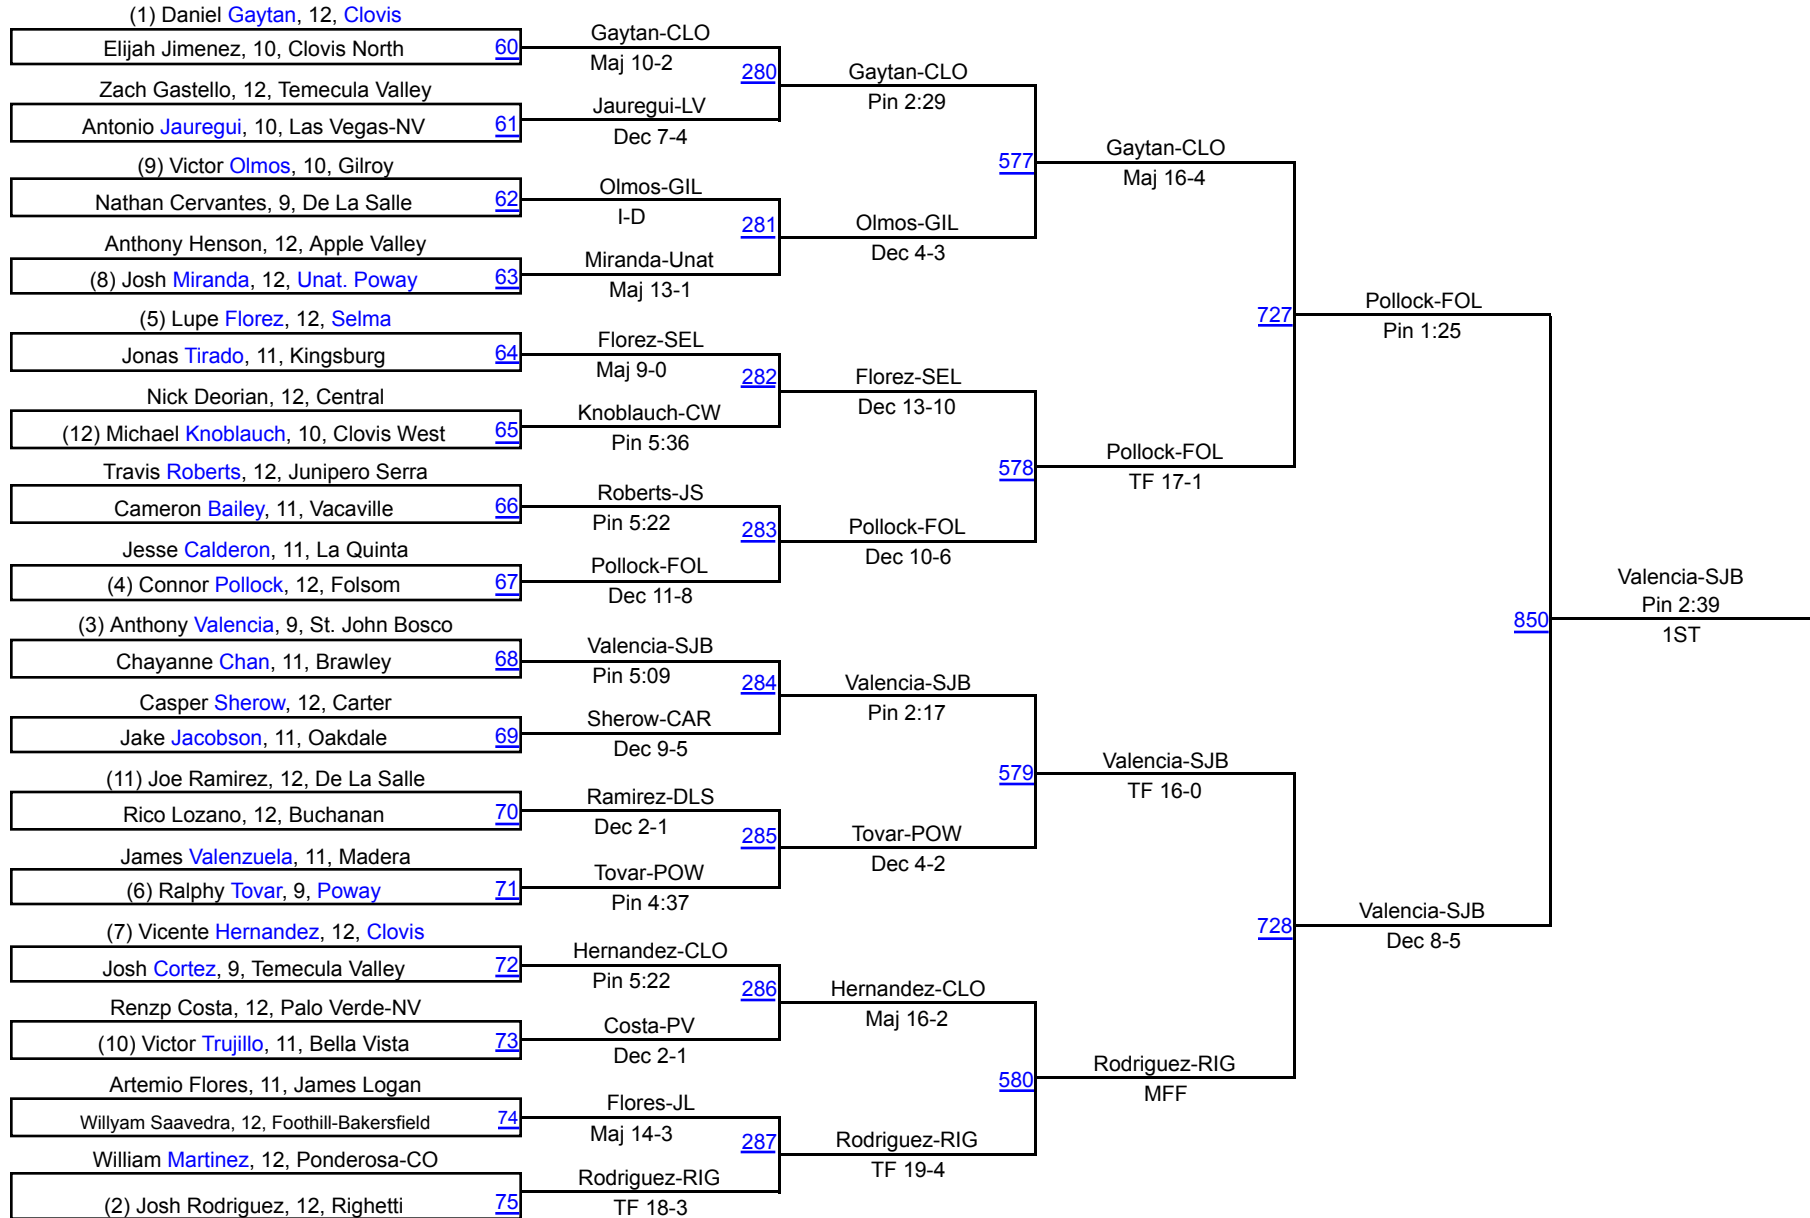 (1) Daniel Gaytan, 12, Clovis
Elijah Jimenez, 10, Clovis North 60
Zach Gastello, 12, Temecula Valley
Antonio Jauregui, 10, Las Vegas-NV 61
(9) Victor Olmos, 10, Gilroy
Nathan Cervantes, 9, De La Salle 62
Anthony Henson, 12, Apple Valley
(8) Josh Miranda, 12, Unat. Poway 63
(5) Lupe Florez, 12, Selma
Jonas Tirado, 11, Kingsburg 64
Nick Deorian, 12, Central
(12) Michael Knoblauch, 10, Clovis West 65
Travis Roberts, 12, Junipero Serra
Cameron Bailey, 11, Vacaville 66
Jesse Calderon, 11, La Quinta
(4) Connor Pollock, 12, Folsom 67
(3) Anthony Valencia, 9, St. John Bosco
Chayanne Chan, 11, Brawley 68
Casper Sherow, 12, Carter
Jake Jacobson, 11, Oakdale 69
(11) Joe Ramirez, 12, De La Salle
Rico Lozano, 12, Buchanan 70
James Valenzuela, 11, Madera
(6) Ralphy Tovar, 9, Poway 71
(7) Vicente Hernandez, 12, Clovis
Josh Cortez, 9, Temecula Valley 72
Renzp Costa, 12, Palo Verde-NV
(10) Victor Trujillo, 11, Bella Vista 73
Artemio Flores, 11, James Logan
Willyam Saavedra, 12, Foothill-Bakersfield 74
William Martinez, 12, Ponderosa-CO
(2) Josh Rodriguez, 12, Righetti 75
Gaytan-CLO
Maj 10-2
280
Jauregui-LV
Dec 7-4
Olmos-GIL
I-D
281
Miranda-Unat
Maj 13-1
Florez-SEL
Maj 9-0
282
Knoblauch-CW
Pin 5:36
Roberts-JS
Pin 5:22
283
Pollock-FOL
Dec 11-8
Valencia-SJB
Pin 5:09
284
Sherow-CAR
Dec 9-5
Ramirez-DLS
Dec 2-1
285
Tovar-POW
Pin 4:37
Hernandez-CLO
Pin 5:22
286
Costa-PV
Dec 2-1
Flores-JL
Maj 14-3
287
Rodriguez-RIG
TF 18-3
Gaytan-CLO
Pin 2:29
577
Olmos-GIL
Dec 4-3
Florez-SEL
Dec 13-10
578
Pollock-FOL
Dec 10-6
Valencia-SJB
Pin 2:17
579
Tovar-POW
Dec 4-2
Hernandez-CLO
Maj 16-2
580
Rodriguez-RIG
TF 19-4
Gaytan-CLO
Maj 16-4
727
Pollock-FOL
TF 17-1
Valencia-SJB
TF 16-0
728
Rodriguez-RIG
MFF
Pollock-FOL
Pin 1:25
850
Valencia-SJB
Dec 8-5
Valencia-SJB
Pin 2:39
1ST